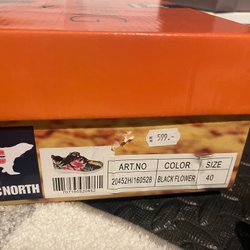 599.-
ART.NO COLOR SIZE
20452H/160528 BLACK FLOWER 40
NORTH